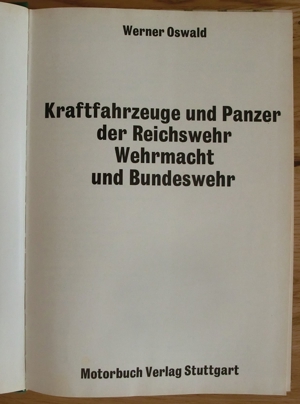 Werner Oswald
Kraftfahrzeuge und Panzer
der Reichswehr
Wehrmacht
und Bundeswehr
Motorbuch Verlag Stuttgart